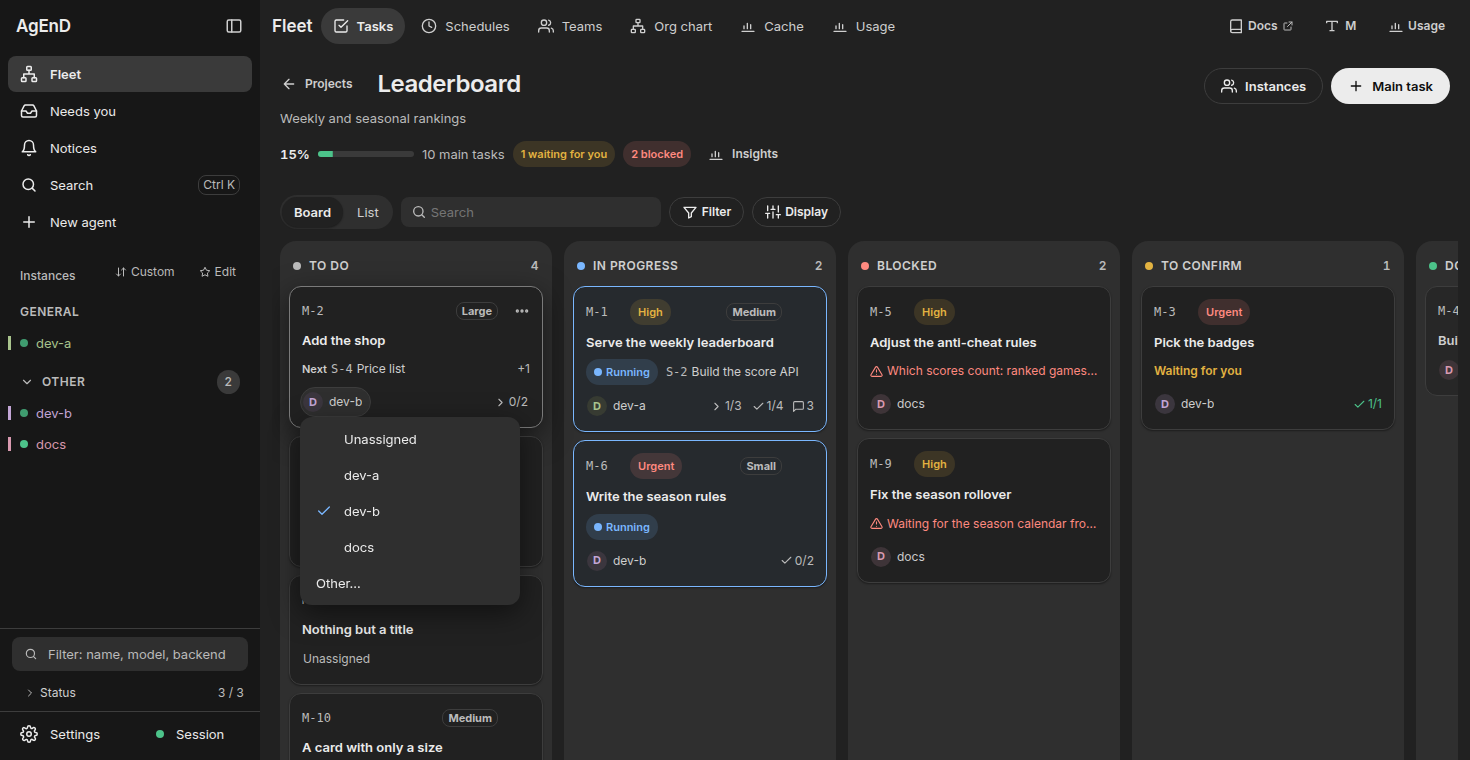 AgEnD
Fleet
Needs you
Notices
Search
Ctrl K
New agent
Instances
Custom
Edit
GENERAL
dev-a
OTHER
2
dev-b
docs
Filter: name, model, backend
Status
3 / 3
Settings
Session
Fleet
Tasks
Schedules
Teams
Org chart
Cache
Usage
Docs
M
Usage
Projects
Leaderboard
Instances
Main task
Weekly and seasonal rankings
15%
10 main tasks
1 waiting for you
2 blocked
Insights
Board
List
Search
Filter
Display
TO DO
4
M-2
Large
Add the shop
Next S-4 Price list
+1
D
dev-b
0/2
Unassigned
dev-a
dev-b
docs
Other...
Nothing but a title
Unassigned
M-10
Medium
A card with only a size
IN PROGRESS
2
M-1
High
Medium
Serve the weekly leaderboard
Running
S-2 Build the score API
D
dev-a
1/3
1/4
3
M-6
Urgent
Small
Write the season rules
Running
D
dev-b
0/2
BLOCKED
2
M-5
High
Adjust the anti-cheat rules
Which scores count: ranked games...
D
docs
M-9
High
Fix the season rollover
Waiting for the season calendar fro...
D
docs
TO CONFIRM
1
M-3
Urgent
Pick the badges
Waiting for you
D
dev-b
1/1
M-4
D